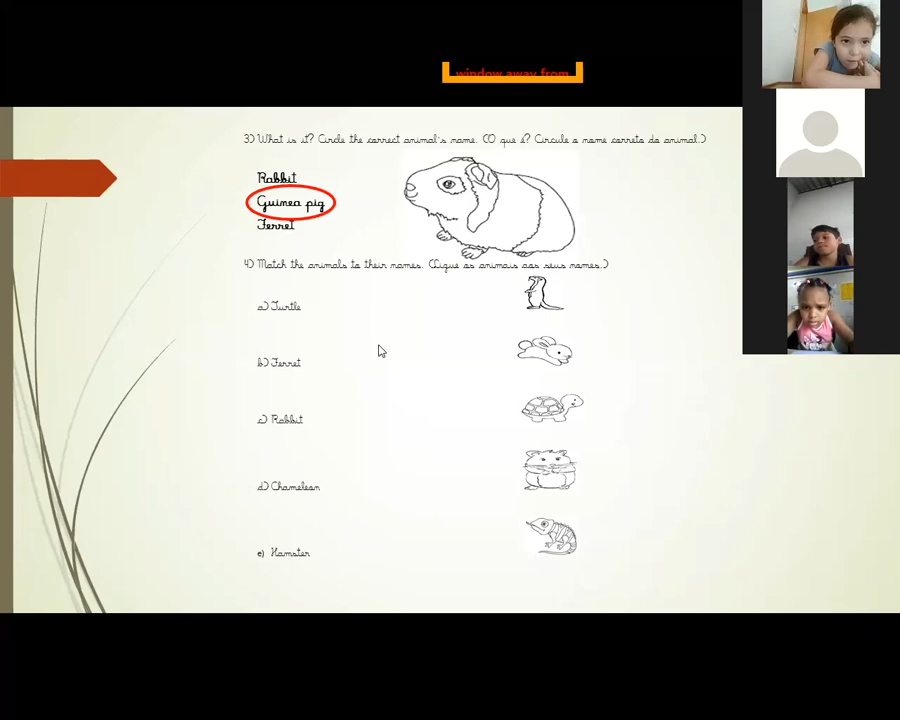 window away from
3) What is it? Circle the correct animal's name. (O que é? Circule o nome correto do animal.)
Rabbit
Guinea pig
Ferret
4) Match the animals to their names. (Ligue os animais aos seus nomes.)
a) Turtle
b) Ferret
c) Rabbit
d) Chameleon
e) Hamster